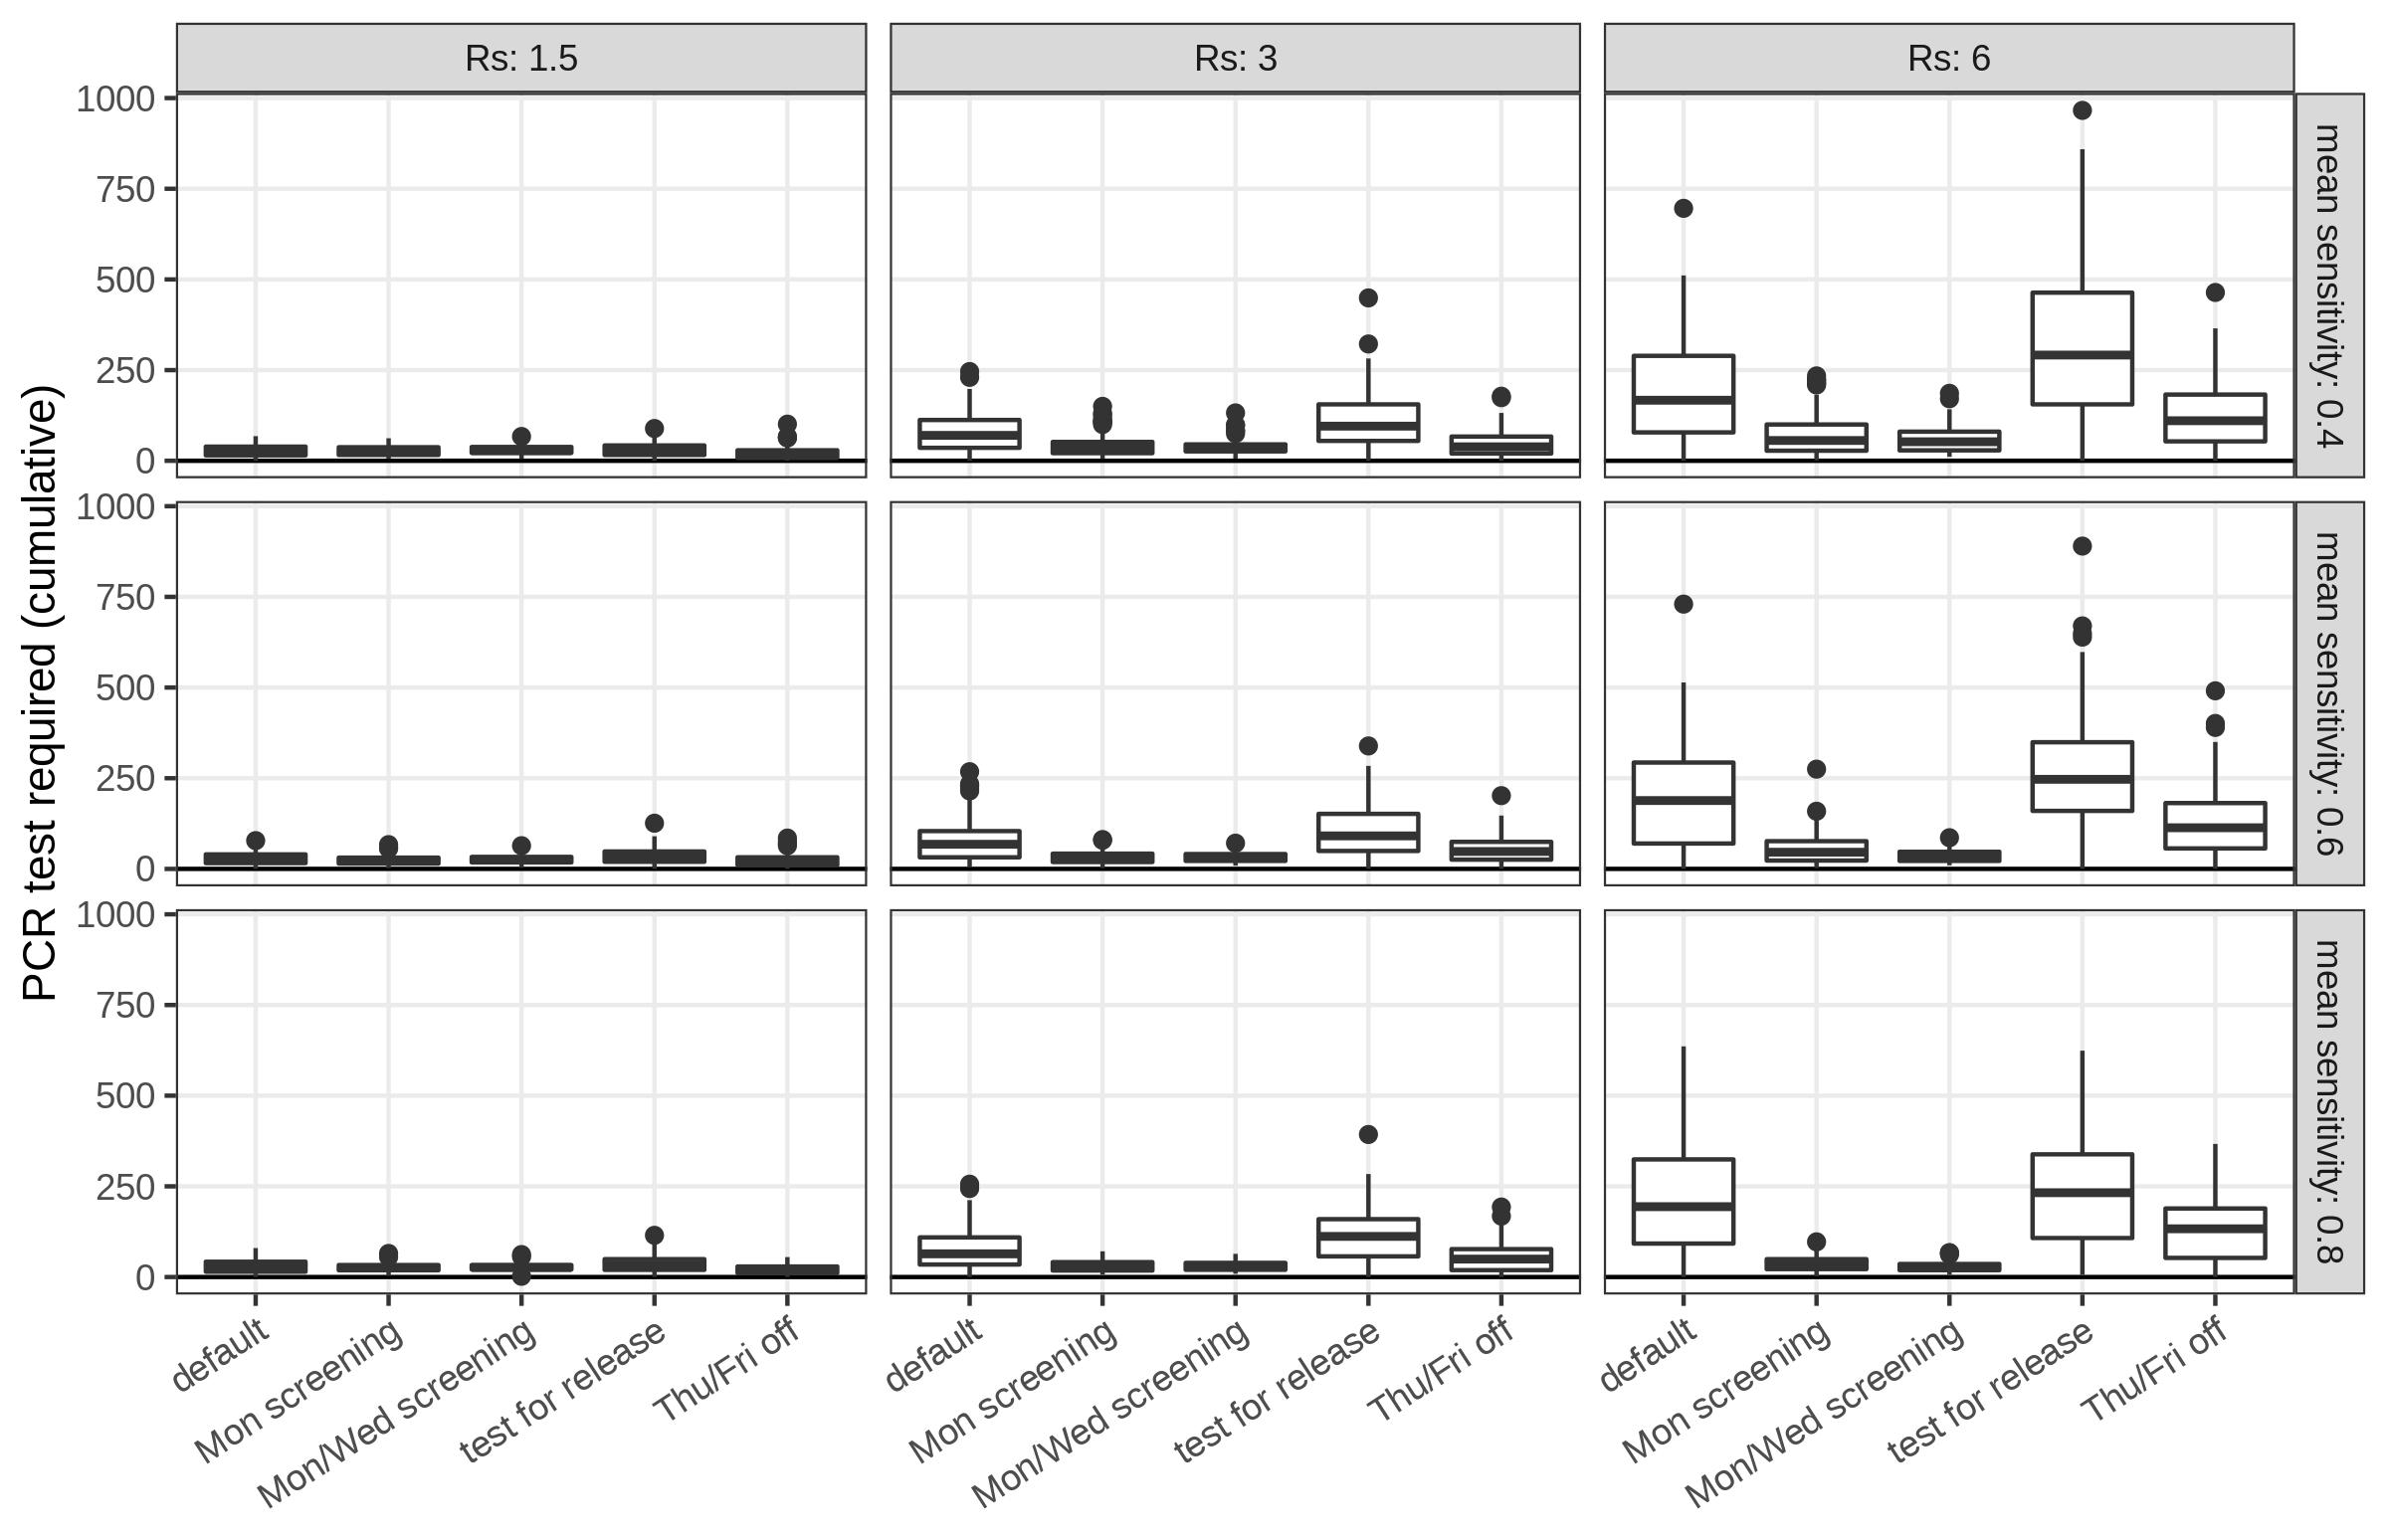 Rs: 1.5
Rs: 3
Rs: 6
PCR test required (cumulative)
1000
750
500
250
0
mean sensitivity: 0.4
1000
750
500
250
0
mean sensitivity: 0.6
1000
750
500
250
0
mean sensitivity: 0.8
default
Mon screening
Mon/Wed screening
test for release
Thu/Fri off
default
Mon screening
Mon/Wed screening
test for release
Thu/Fri off
default
Mon screening
Mon/Wed screening
test for release
Thu/Fri off